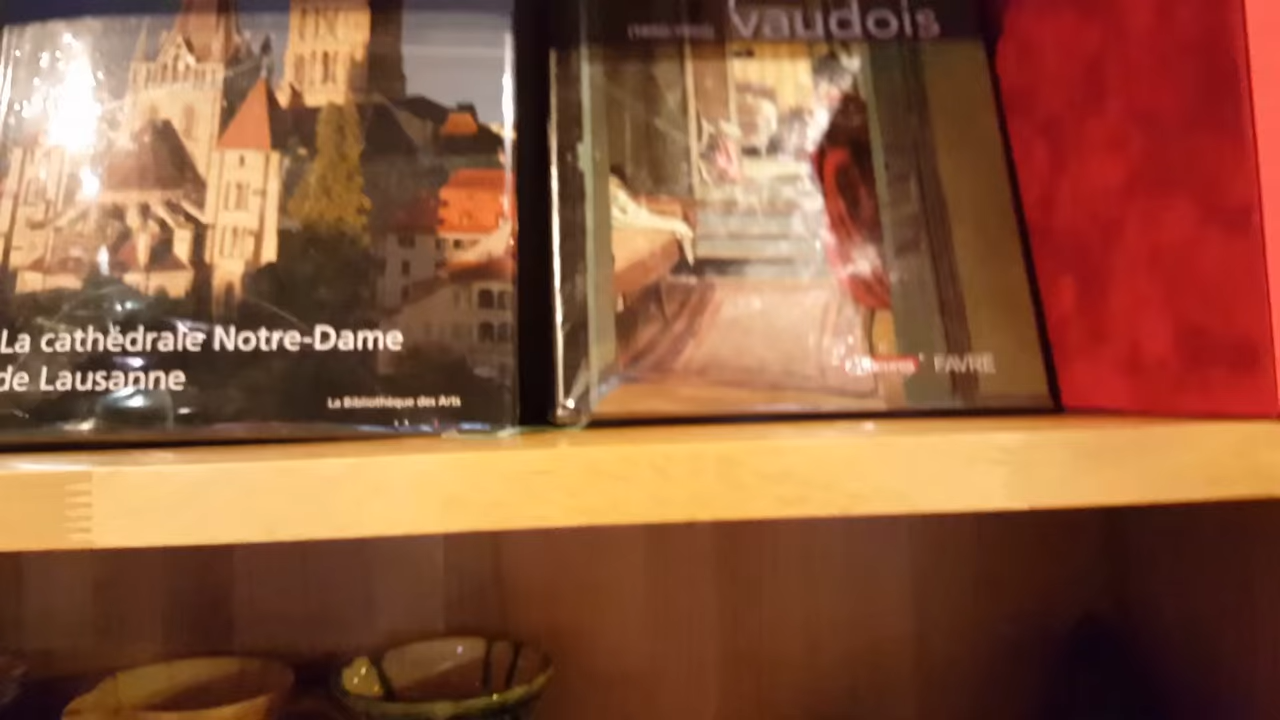 La cathédrale Notre-Dame
de Lausanne
La Bibliothèque des Arts
vaudois
FAVRE